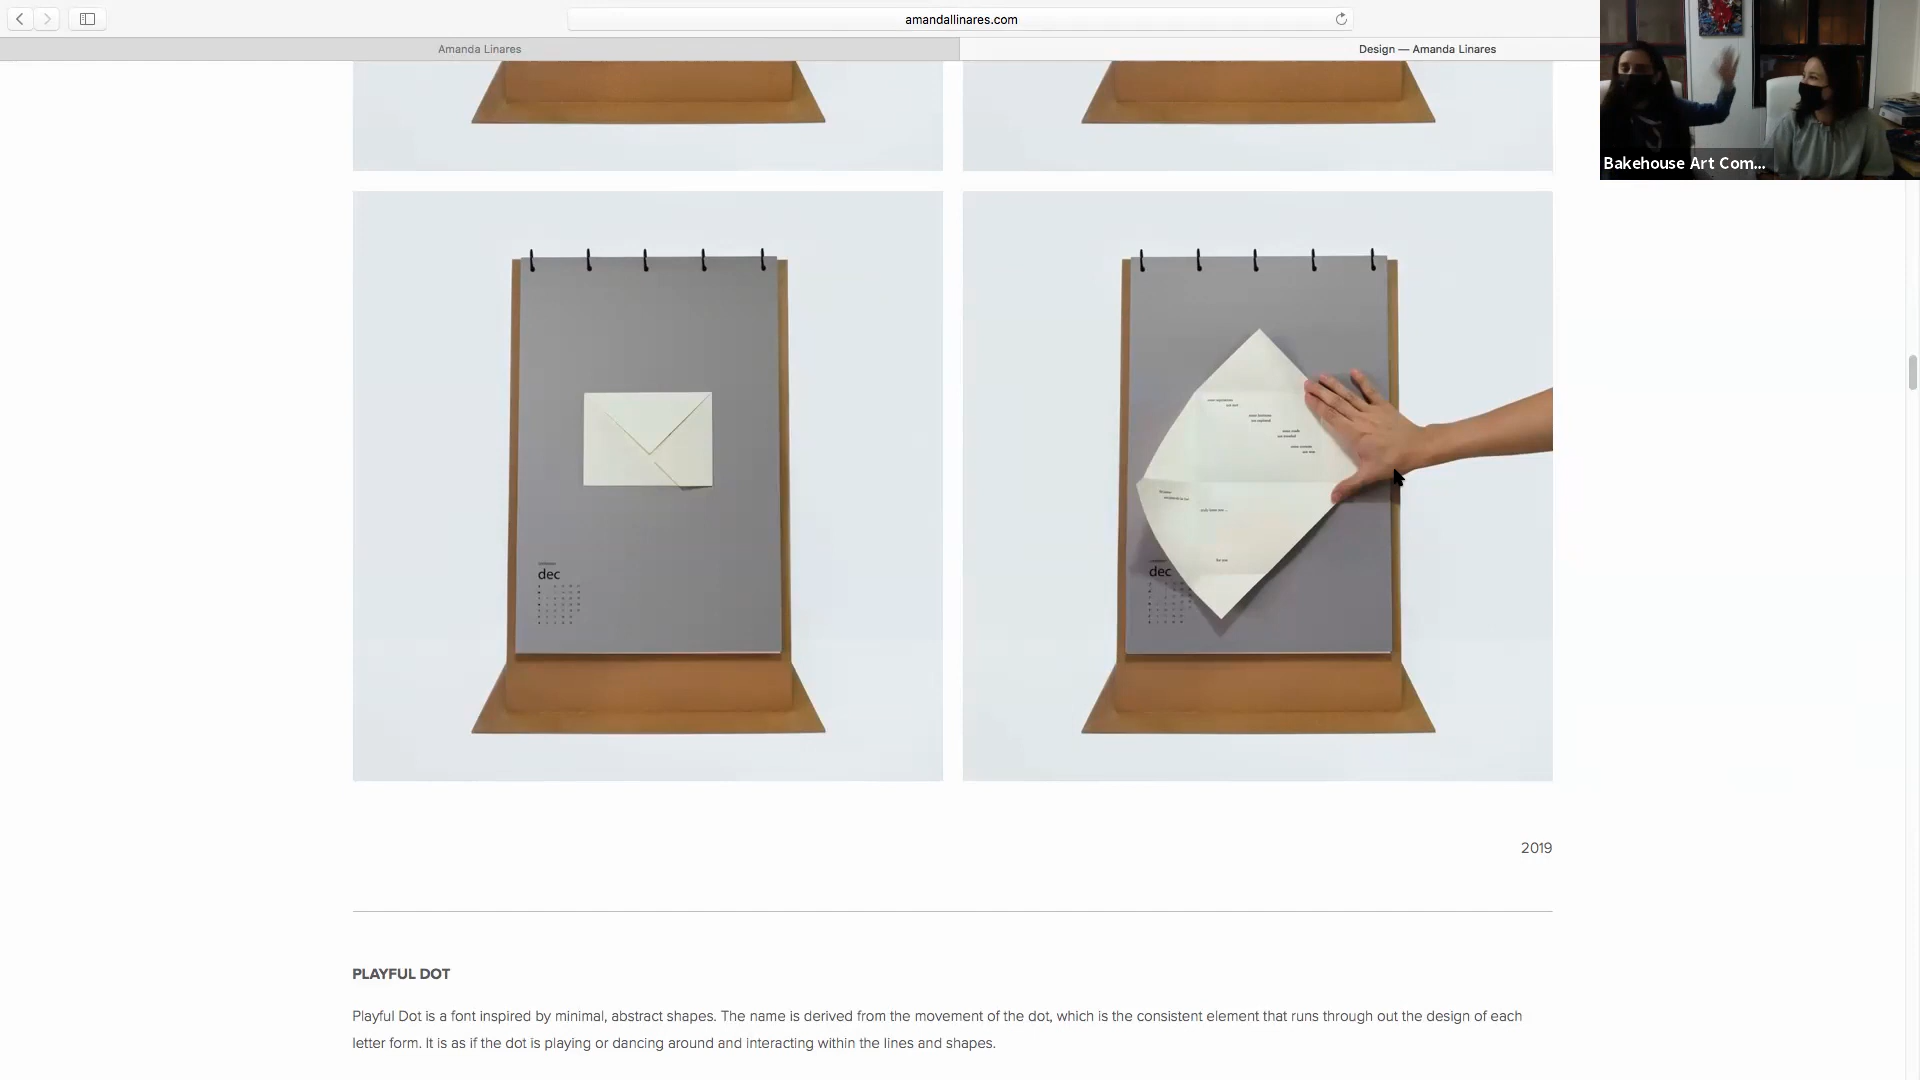 amandallinares.com
Amanda Linares
Design — Amanda Linares
Bakehouse Art Com...
dec
dec
2019
PLAYFUL DOT
Playful Dot is a font inspired by minimal, abstract shapes. The name is derived from the movement of the dot, which is the consistent element that runs through out the design of each
letter form. It is as if the dot is playing or dancing around and interacting within the lines and shapes.